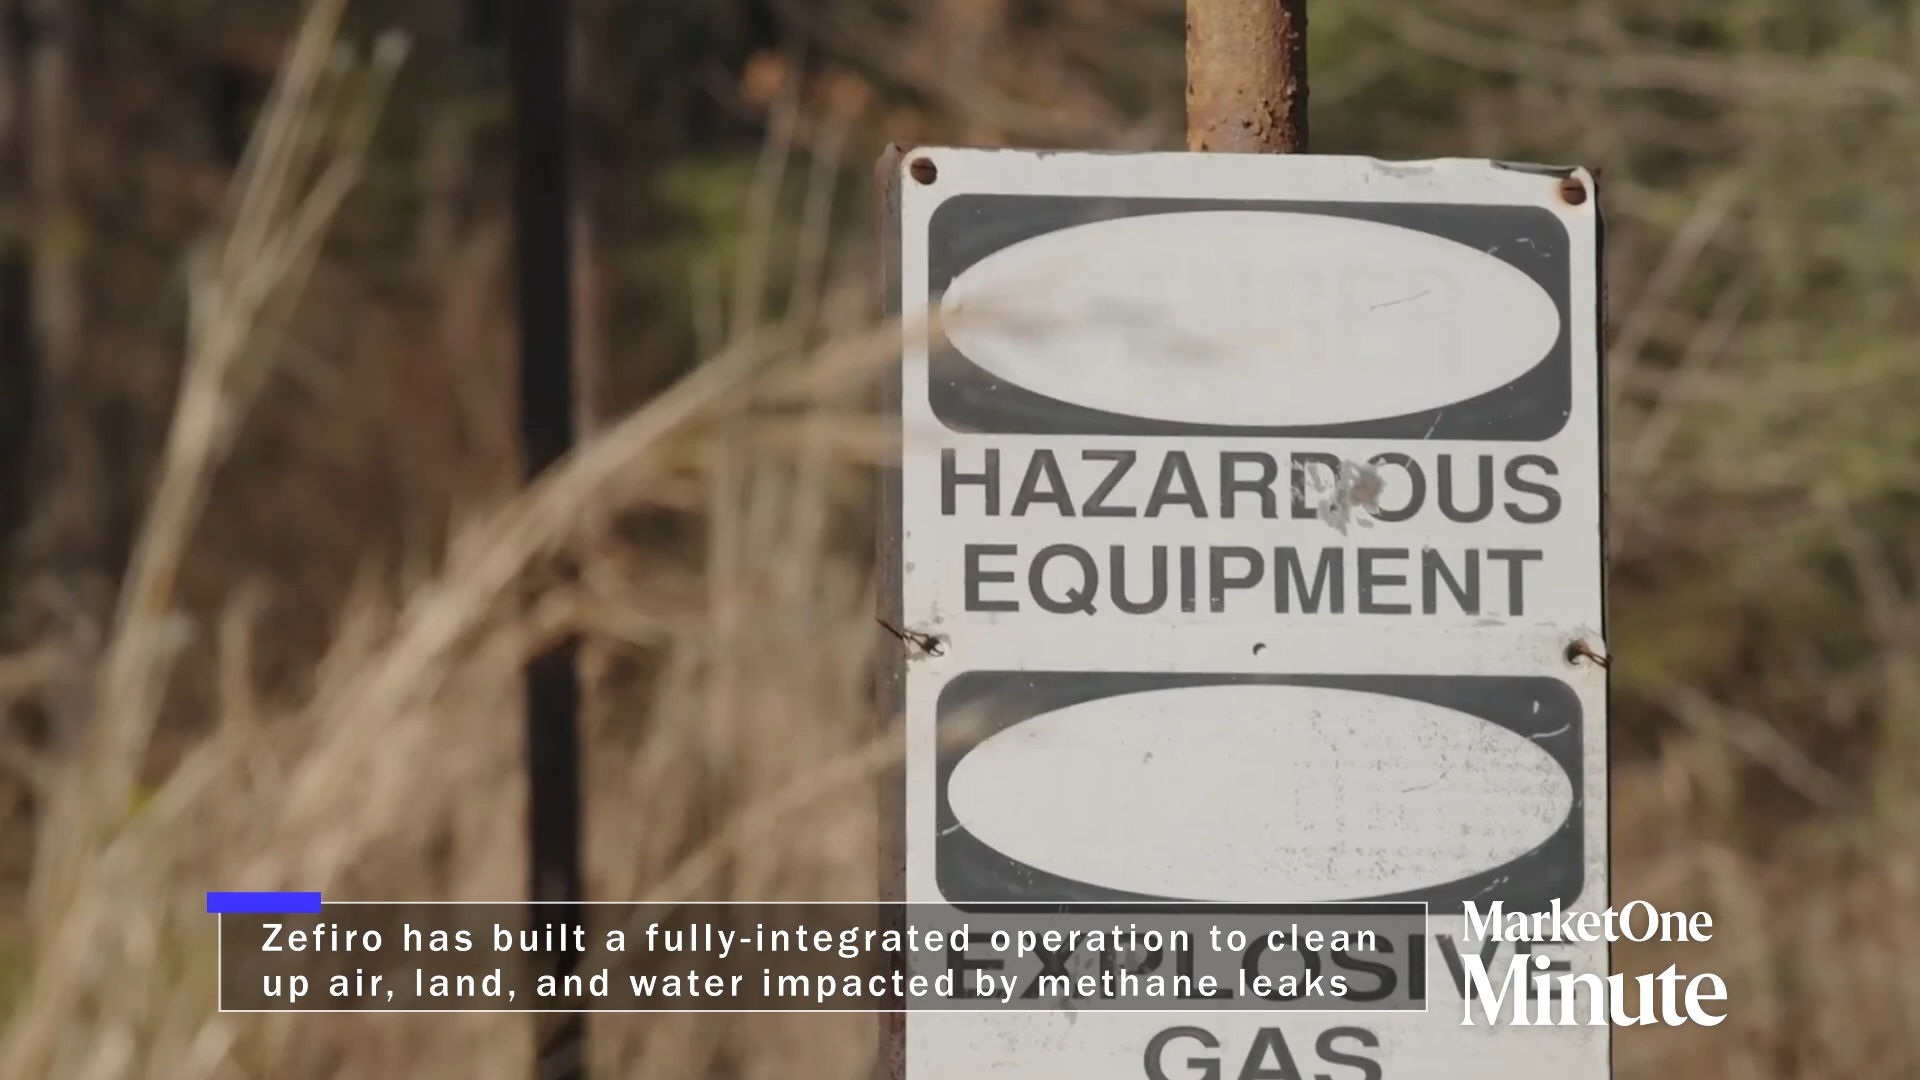 HAZARDOUS
EQUIPMENT
EXPLOSIVE
GAS
Zefiro has built a fully-integrated operation to clean
up air, land, and water impacted by methane leaks
MarketOne
Minute